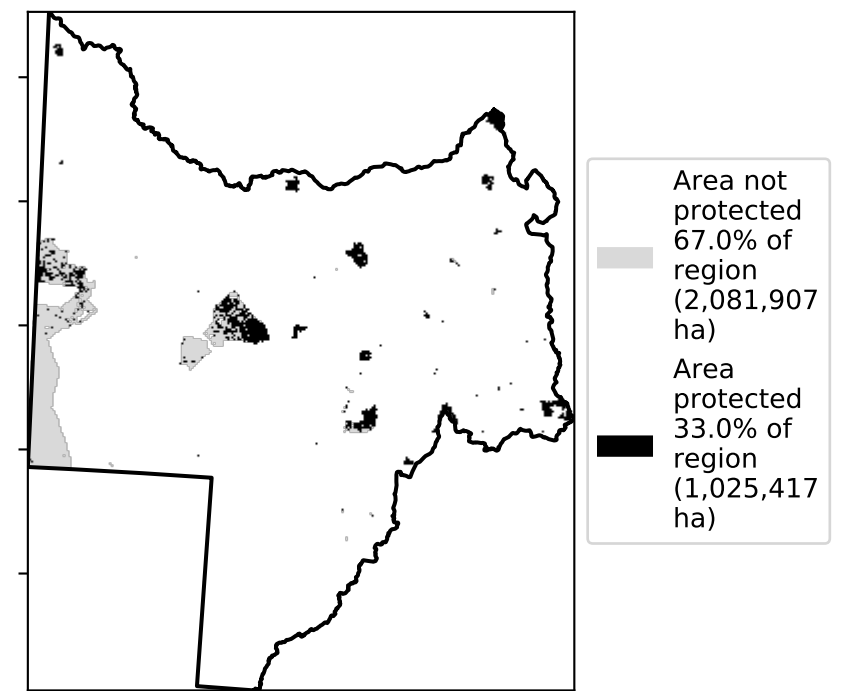 Area not
protected
67.0% of
region
(2,081,907
ha)
Area
protected
33.0% of
region
(1,025,417
ha)